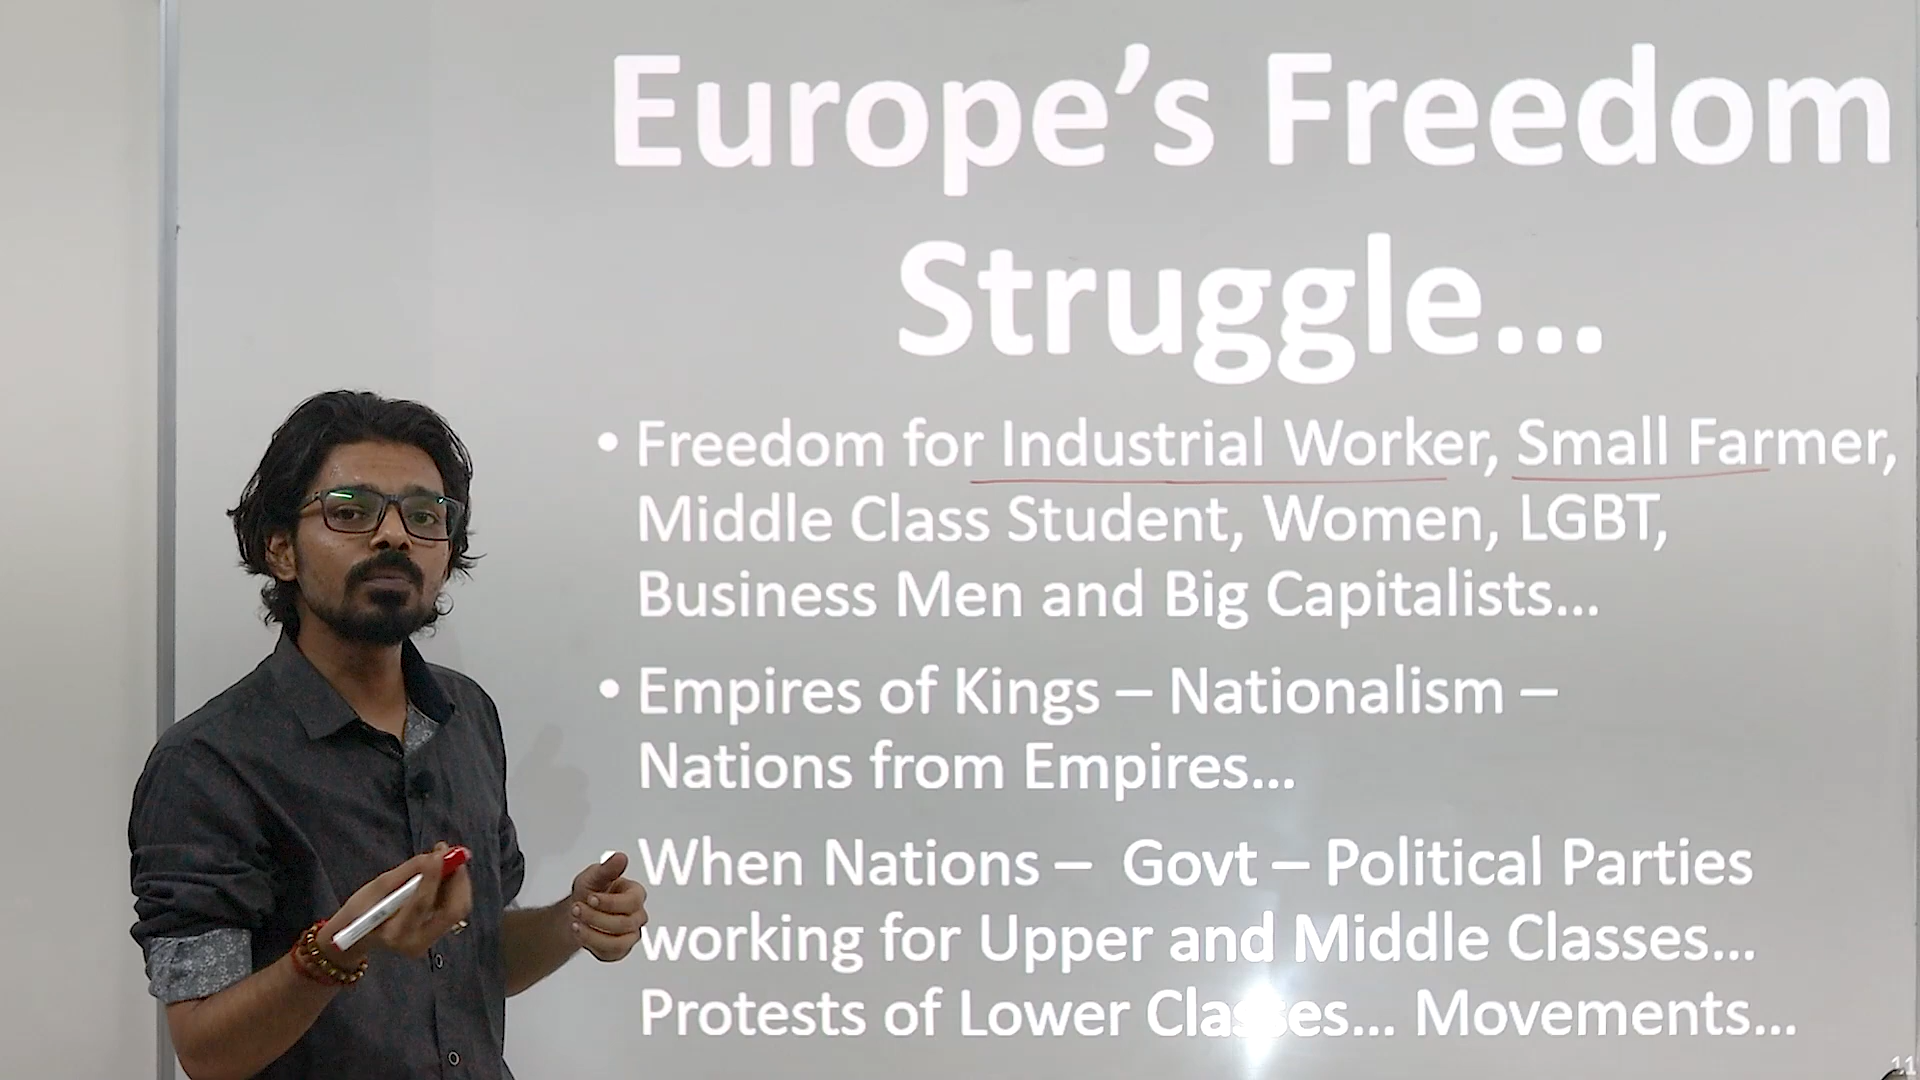 Europe’s Freedom
Struggle...
• Freedom for Industrial Worker, Small Farmer,
Middle Class Student, Women, LGBT,
Business Men and Big Capitalists...
• Empires of Kings – Nationalism –
Nations from Empires...
• When Nations – Govt – Political Parties
working for Upper and Middle Classes...
Protests of Lower Classes... Movements...
11